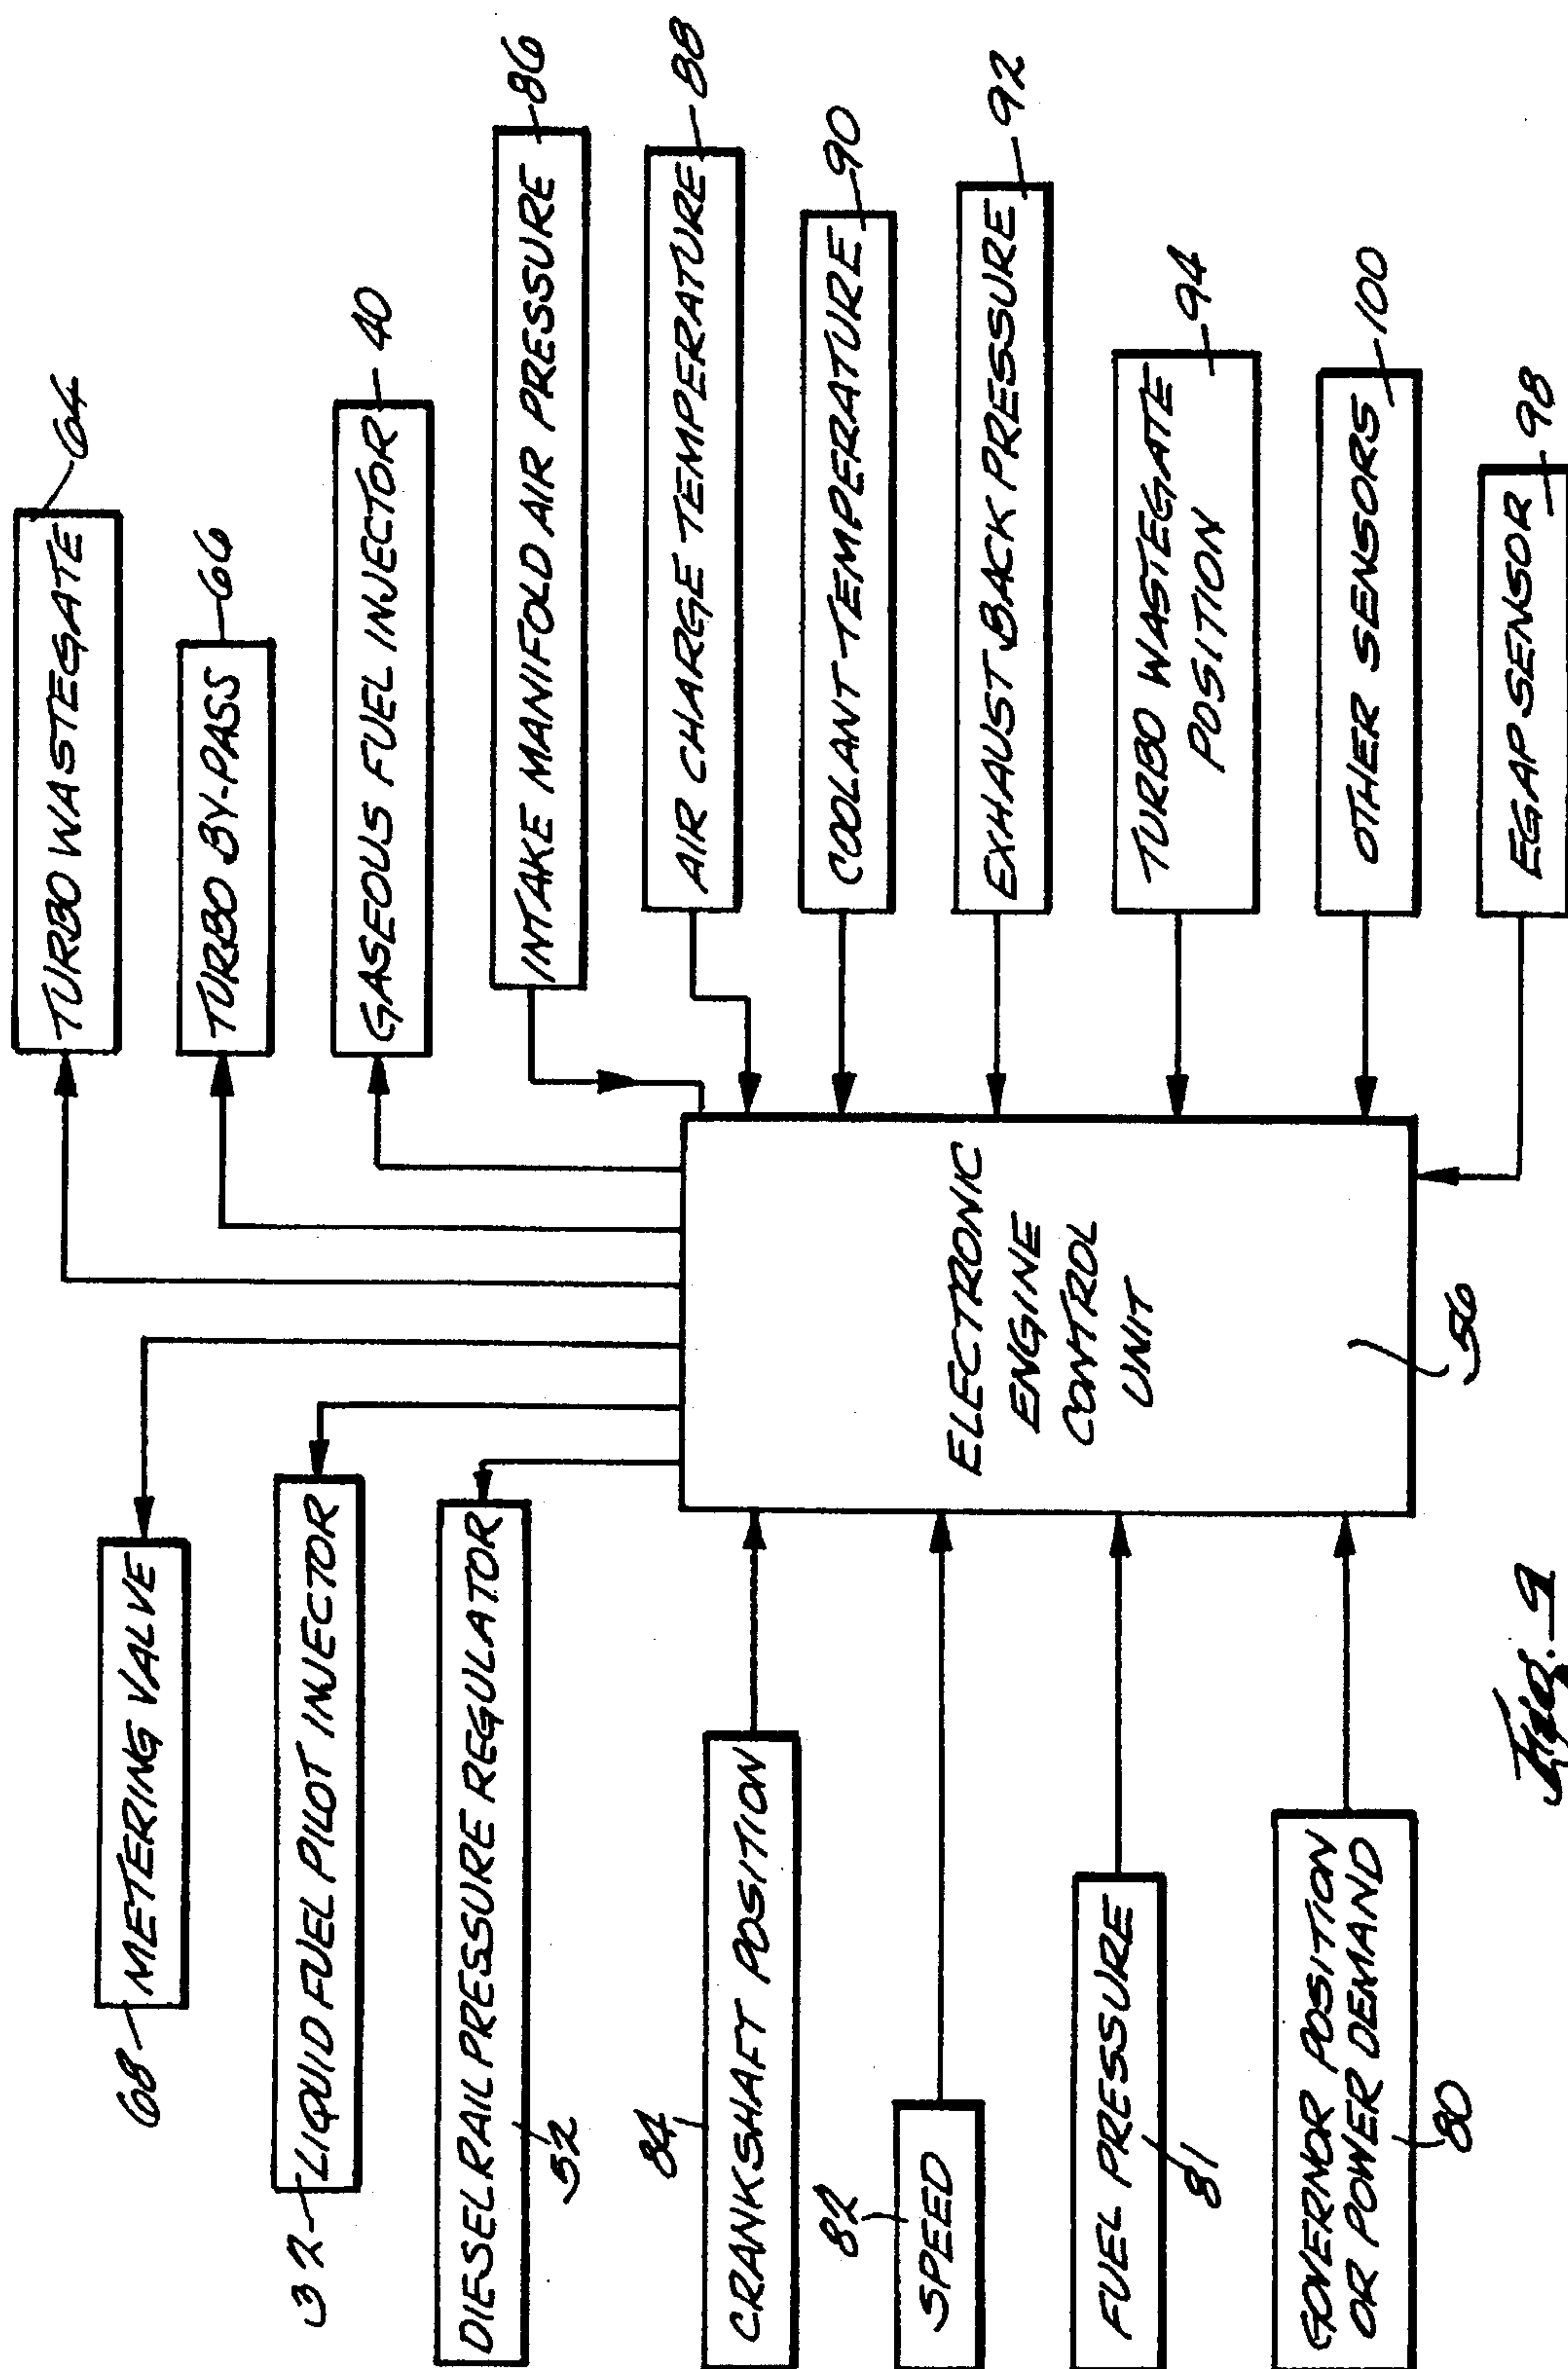 68
METERING VALVE
32
LIQUID FUEL PILOT INJECTOR
DIESEL RAIL PRESSURE REGULATOR
52
TURBO WASTEGATE
64
TURBO BY-PASS
66
GASEOUS FUEL INJECTOR
40
INTAKE MANIFOLD AIR PRESSURE
86
AIR CHARGE TEMPERATURE
88
COOLANT TEMPERATURE
90
EXHAUST BACK PRESSURE
92
TURBO WASTEGATE
POSITION
94
OTHER SENSORS
100
EGAP SENSOR
98
84
CRANKSHAFT POSITION
82
SPEED
FUEL PRESSURE
81
GOVERNOR POSITION
OR POWER DEMAND
80
ELECTRONIC
ENGINE
CONTROL
UNIT
56
Fig. 9